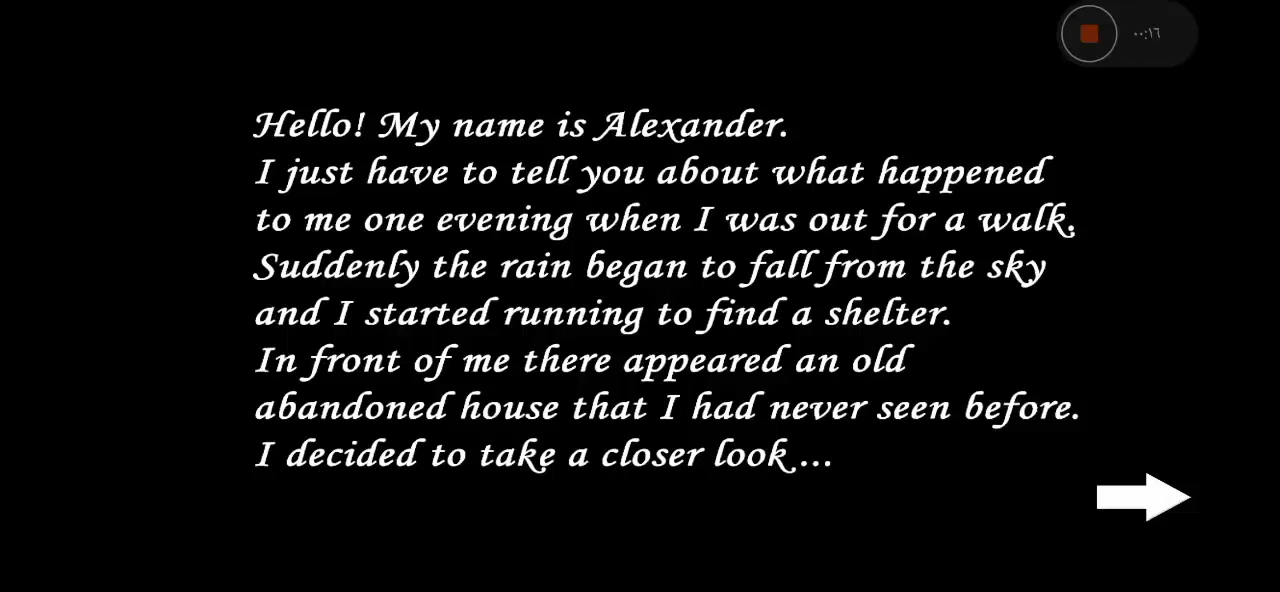 ٠٠:١٦
Hello! My name is Alexander.
I just have to tell you about what happened
to me one evening when I was out for a walk.
Suddenly the rain began to fall from the sky
and I started running to find a shelter.
In front of me there appeared an old
abandoned house that I had never seen before.
I decided to take a closer look ...